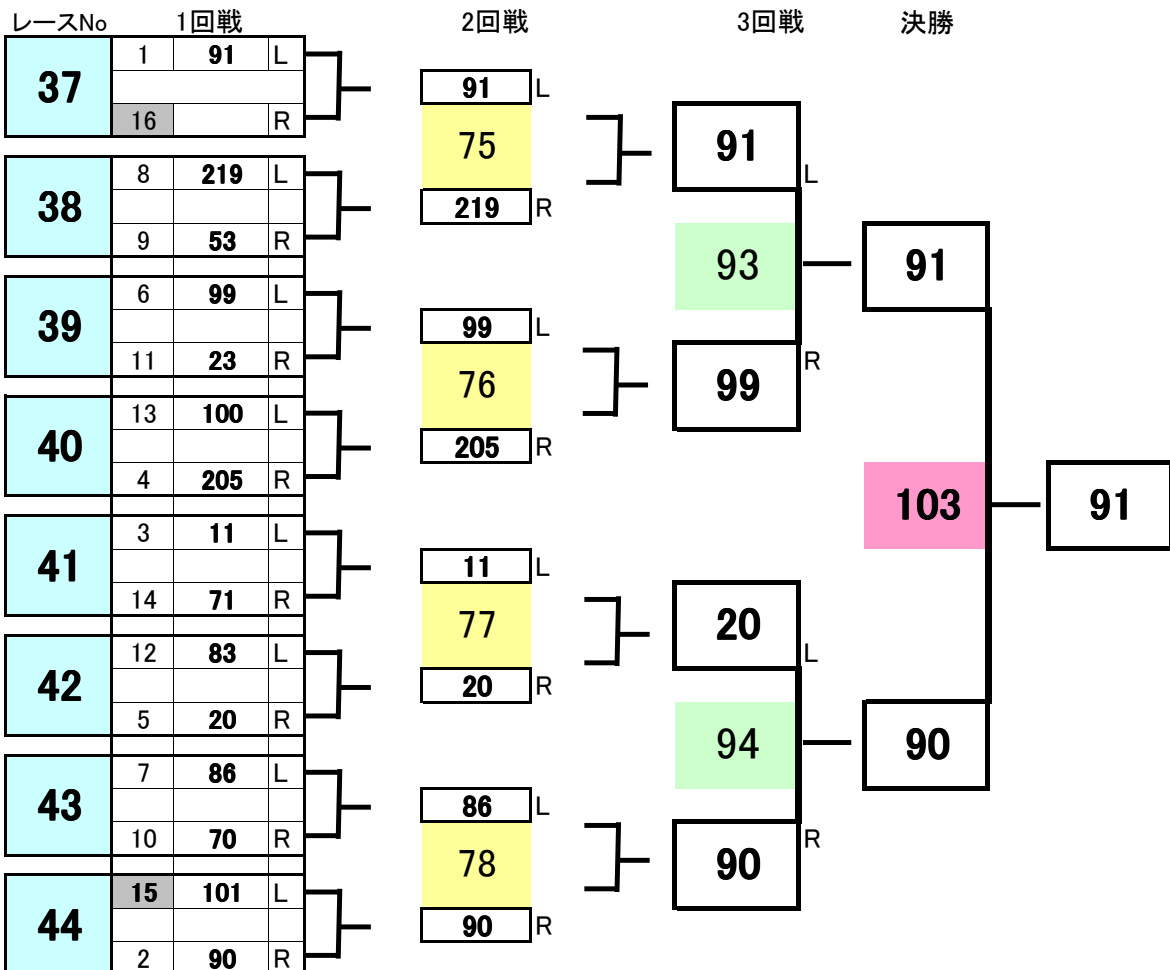 レースNo 1回戦 2回戦 3回戦 決勝
37 1 91 L
16 R
91 L
75
219 R
38 8 219 L
9 53 R
39 6 99 L
11 23 R
99 L
76
205 R
40 13 100 L
4 205 R
41 3 11 L
14 71 R
11 L
77
20 R
42 12 83 L
5 20 R
43 7 86 L
10 70 R
86 L
78
90 R
44 15 101 L
2 90 R
91 L
93
99 R
20 L
94
90 R
91
103
90
91